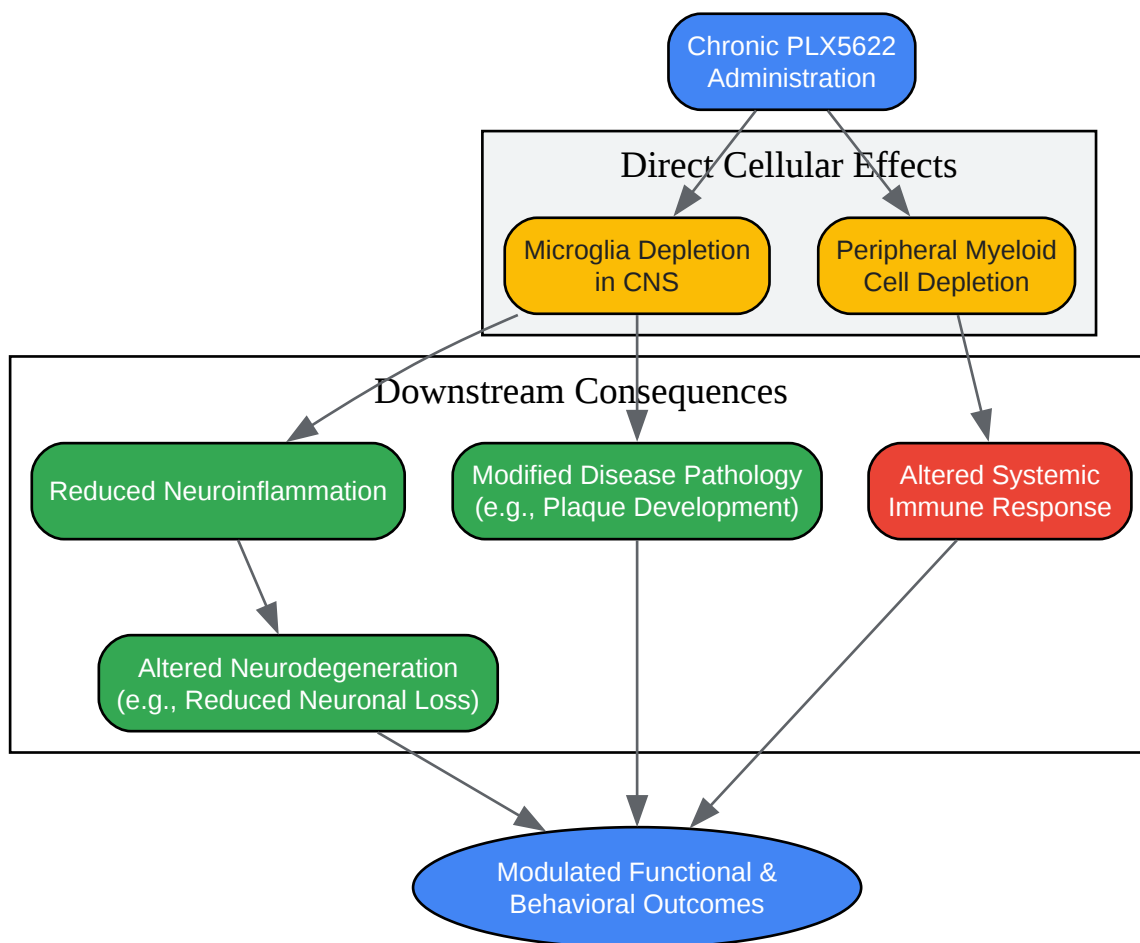 Chronic PLX5622
Administration
Direct Cellular Effects
Microglia Depletion
in CNS
Peripheral Myeloid
Cell Depletion
Downstream Consequences
Reduced Neuroinflammation
Modified Disease Pathology
(e.g., Plaque Development)
Altered Systemic
Immune Response
Altered Neurodegeneration
(e.g., Reduced Neuronal Loss)
Modulated Functional &
Behavioral Outcomes